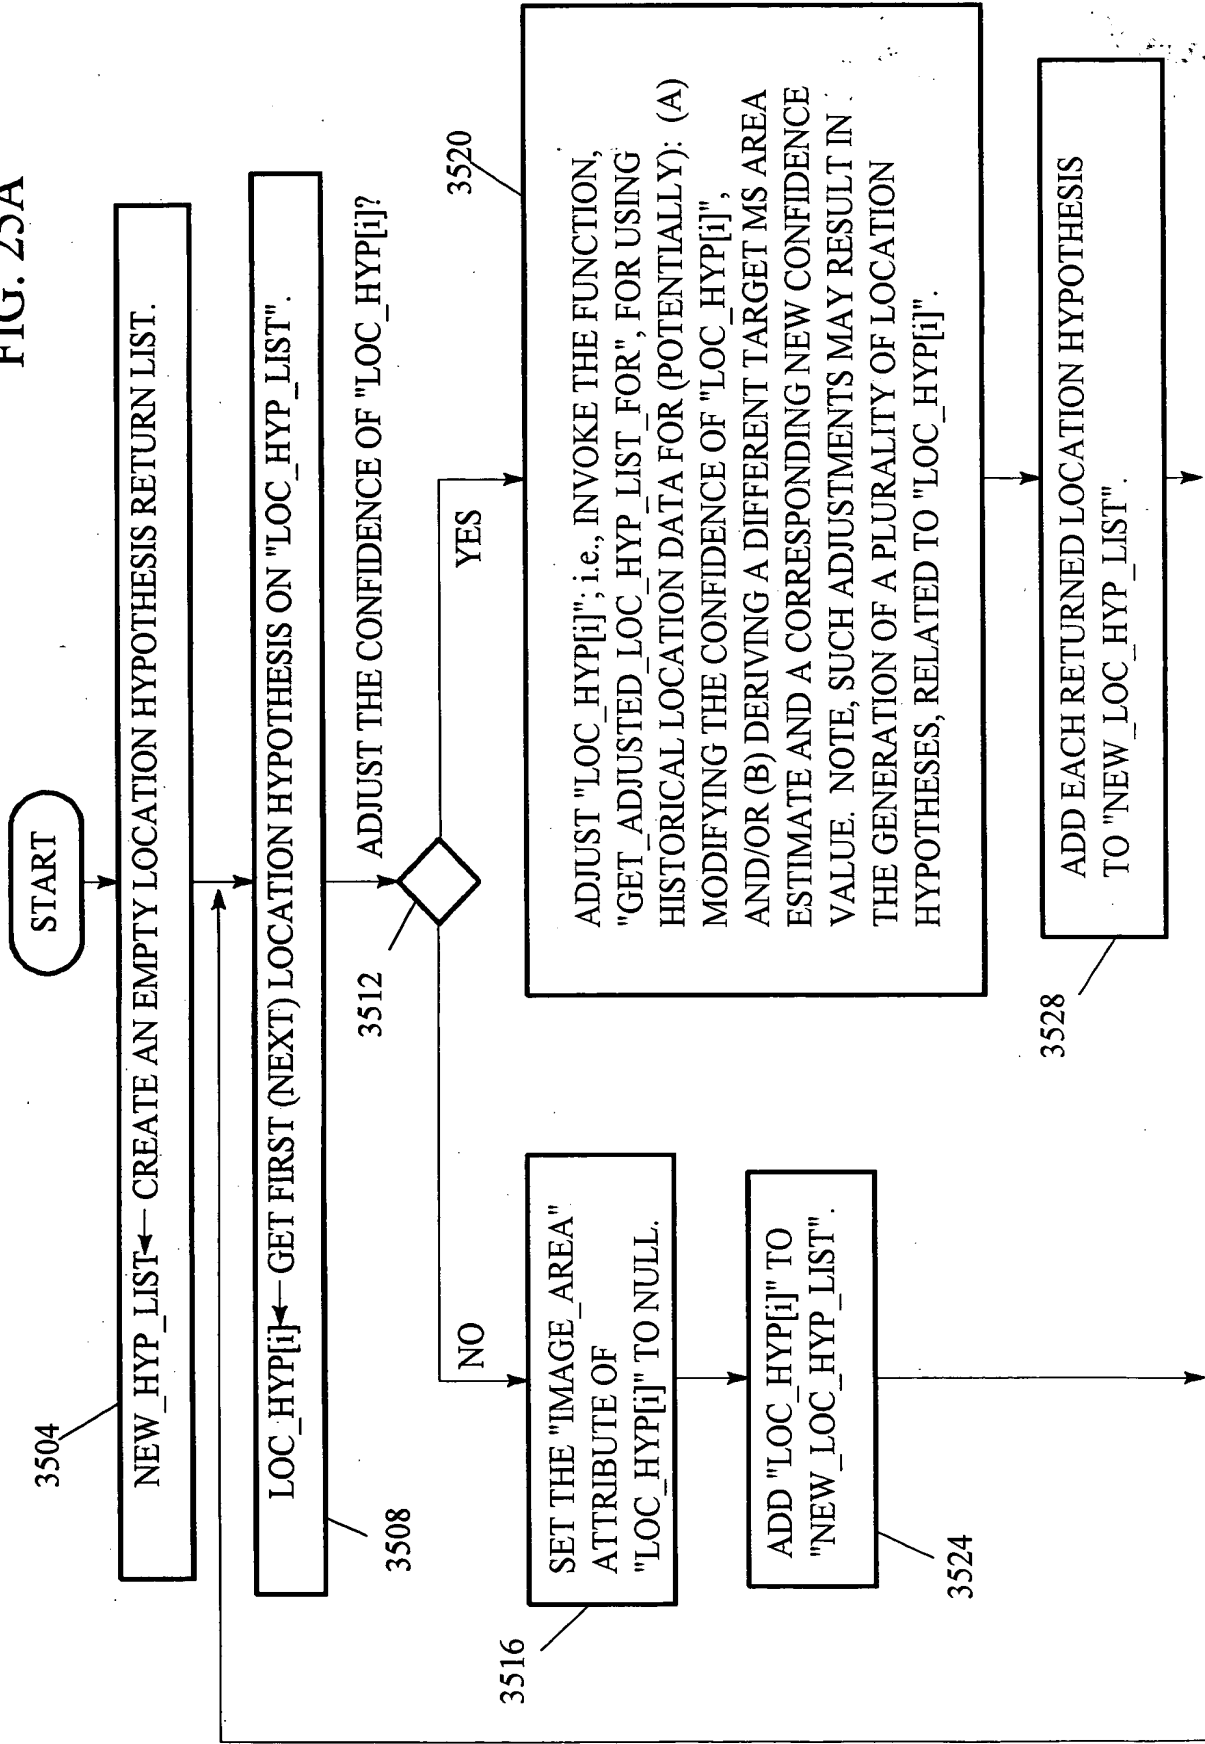 FIG. 25A
START
3504
NEW_HYP_LIST← CREATE AN EMPTY LOCATION HYPOTHESIS RETURN LIST.
LOC_HYP[i]← GET FIRST (NEXT) LOCATION HYPOTHESIS ON "LOC_HYP_LIST".
3508
ADJUST THE CONFIDENCE OF "LOC_HYP[i]?
3512
NO
YES
3516
SET THE "IMAGE_AREA"
ATTRIBUTE OF
"LOC_HYP[i]" TO NULL.
ADD "LOC_HYP[i]" TO
"NEW_LOC_HYP_LIST".
3524
3520
ADJUST "LOC_HYP[i]"; i.e., INVOKE THE FUNCTION,
"GET_ADJUSTED_LOC_HYP_LIST_FOR", FOR USING
HISTORICAL LOCATION DATA FOR (POTENTIALLY): (A)
MODIFYING THE CONFIDENCE OF "LOC_HYP[i]",
AND/OR (B) DERIVING A DIFFERENT TARGET MS AREA
ESTIMATE AND A CORRESPONDING NEW CONFIDENCE
VALUE. NOTE, SUCH ADJUSTMENTS MAY RESULT IN
THE GENERATION OF A PLURALITY OF LOCATION
HYPOTHESES, RELATED TO "LOC_HYP[i]".
3528
ADD EACH RETURNED LOCATION HYPOTHESIS
TO "NEW_LOC_HYP_LIST".